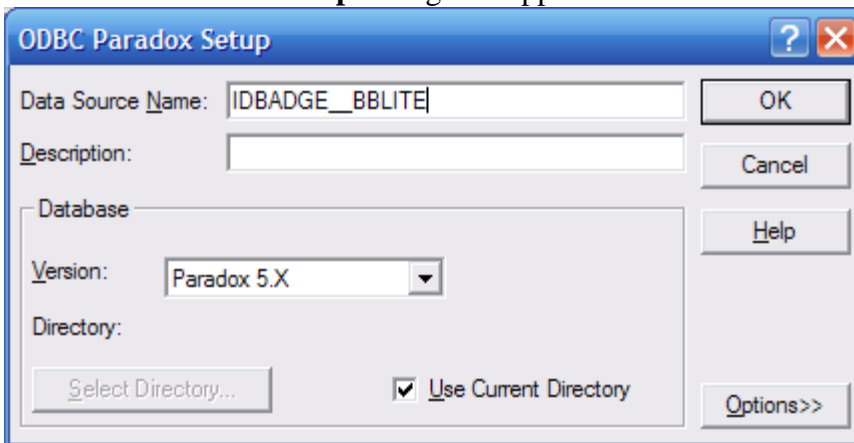 ODBC Paradox Setup
Data Source Name: IDBADGE__BBLITE
OK
Description:
Cancel
Database
Help
Version: Paradox 5.X
Directory:
Select Directory...
Use Current Directory
Options>>